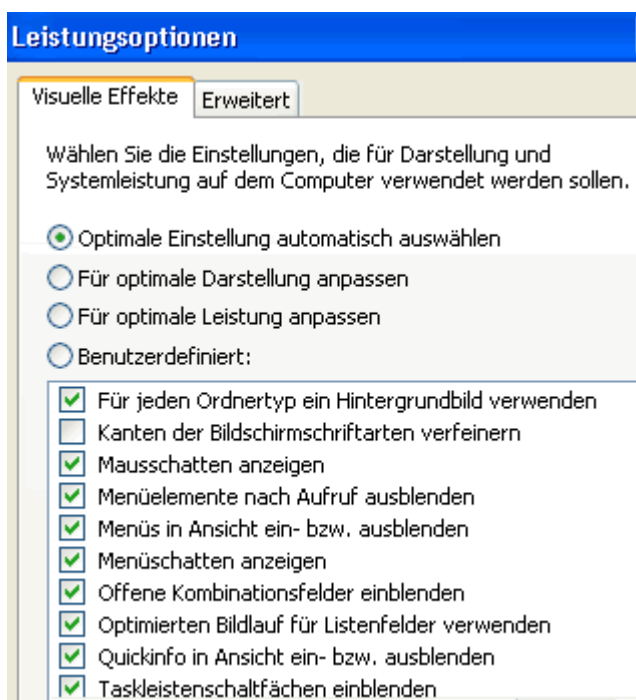 Leistungsoptionen
Visuelle Effekte
Erweitert
Wählen Sie die Einstellungen, die für Darstellung und
Systemleistung auf dem Computer verwendet werden sollen.
Optimale Einstellung automatisch auswählen
Für optimale Darstellung anpassen
Für optimale Leistung anpassen
Benutzerdefiniert:
Für jeden Ordnertyp ein Hintergrundbild verwenden
Kanten der Bildschirmschriftarten verfeinern
Mausschatten anzeigen
Menüelemente nach Aufruf ausblenden
Menüs in Ansicht ein- bzw. ausblenden
Menüschatten anzeigen
Offene Kombinationsfelder einblenden
Optimierten Bildlauf für Listenfelder verwenden
Quickinfo in Ansicht ein- bzw. ausblenden
Taskleistenschaltfächen einblenden